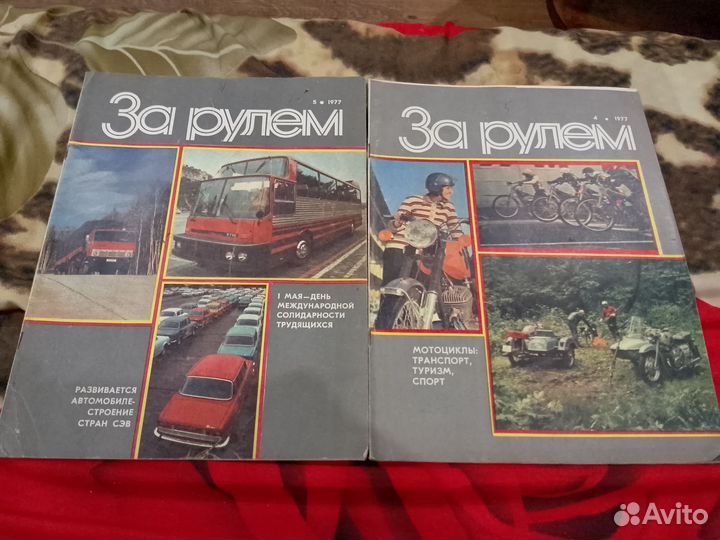 За рулем
5 • 1977
1 МАЯ—ДЕНЬ
МЕЖДУНАРОДНОЙ
СОЛИДАРНОСТИ
ТРУДЯЩИХСЯ
РАЗВИВАЕТСЯ
АВТОМОБИЛЕ-
СТРОЕНИЕ
СТРАН СЭВ
За рулем
4 • 1977
МОТОЦИКЛЫ:
ТРАНСПОРТ,
ТУРИЗМ,
СПОРТ
Avito